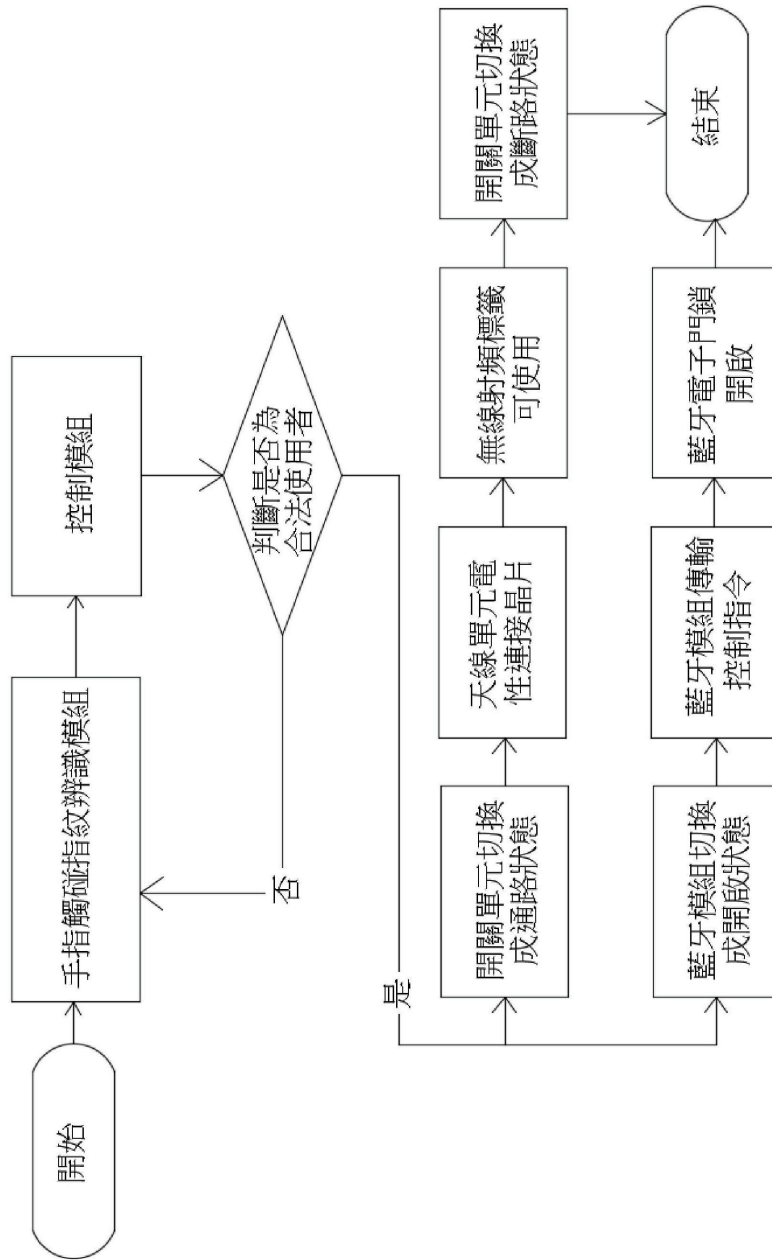 開始
手指觸碰指紋辨識模組
控制模組
判斷是否為
合法使用者
否
是
開關單元切換
成通路狀態
天線單元電
性連接晶片
無線射頻標籤
可使用
開關單元切換
成斷路狀態
藍牙模組切換
成開啟狀態
藍牙模組傳輸
控制指令
藍牙電子門鎖
開啟
結束